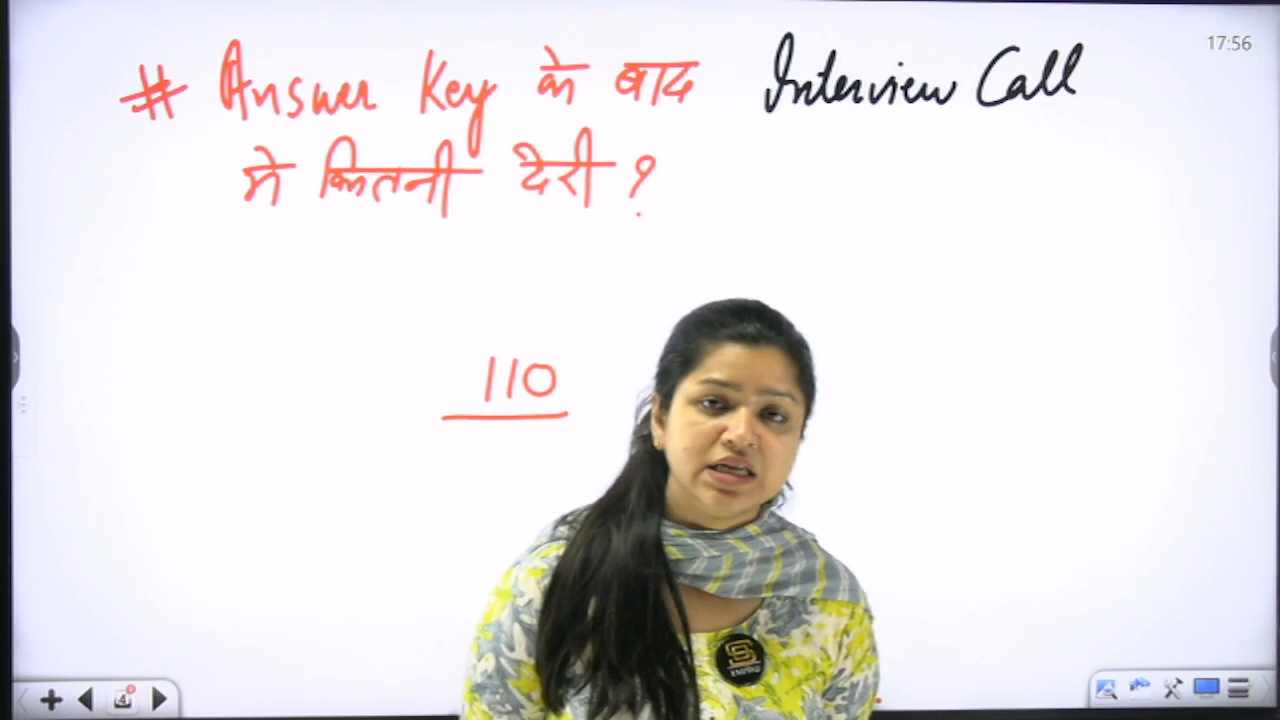 # Answer Key के बाद Interview Call
में कितनी देरी ?
17:56
110